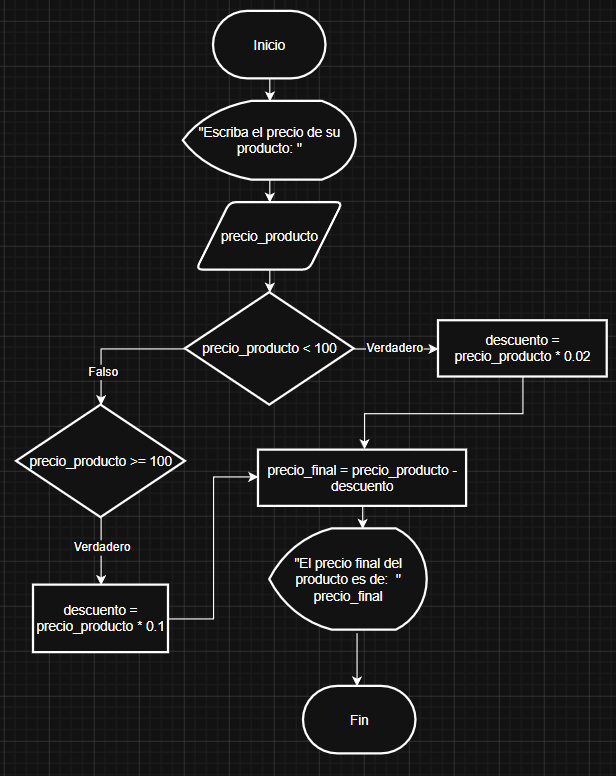 Inicio
"Escriba el precio de su
producto: "
precio_producto
precio_producto < 100
Verdadero
descuento =
precio_producto * 0.02
Falso
precio_producto >= 100
precio_final = precio_producto -
descuento
Verdadero
"El precio final del
producto es de:  "
precio_final
descuento =
precio_producto * 0.1
Fin